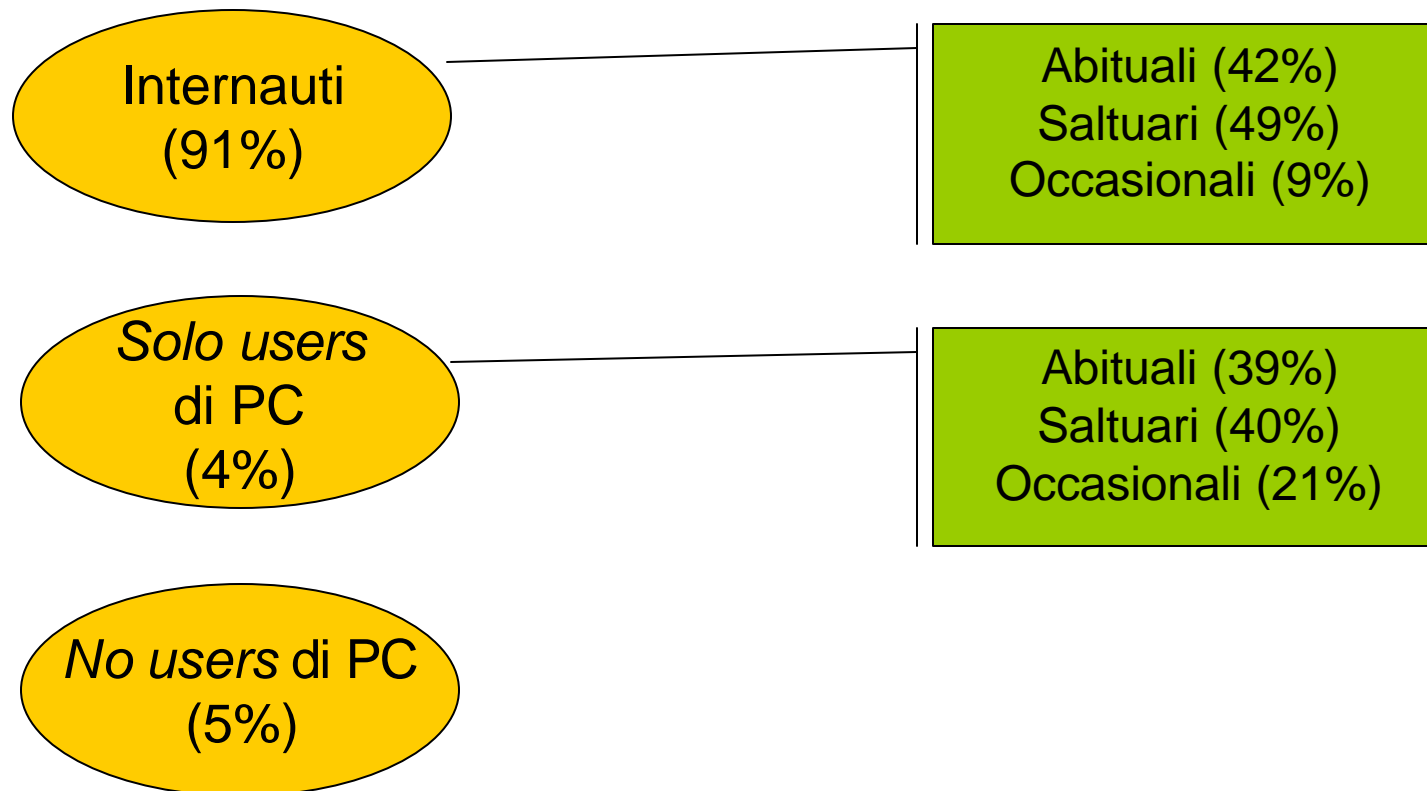 Internauti
(91%)
Abituali (42%)
Saltuari (49%)
Occasionali (9%)
Solo users
di PC
(4%)
Abituali (39%)
Saltuari (40%)
Occasionali (21%)
No users di PC
(5%)